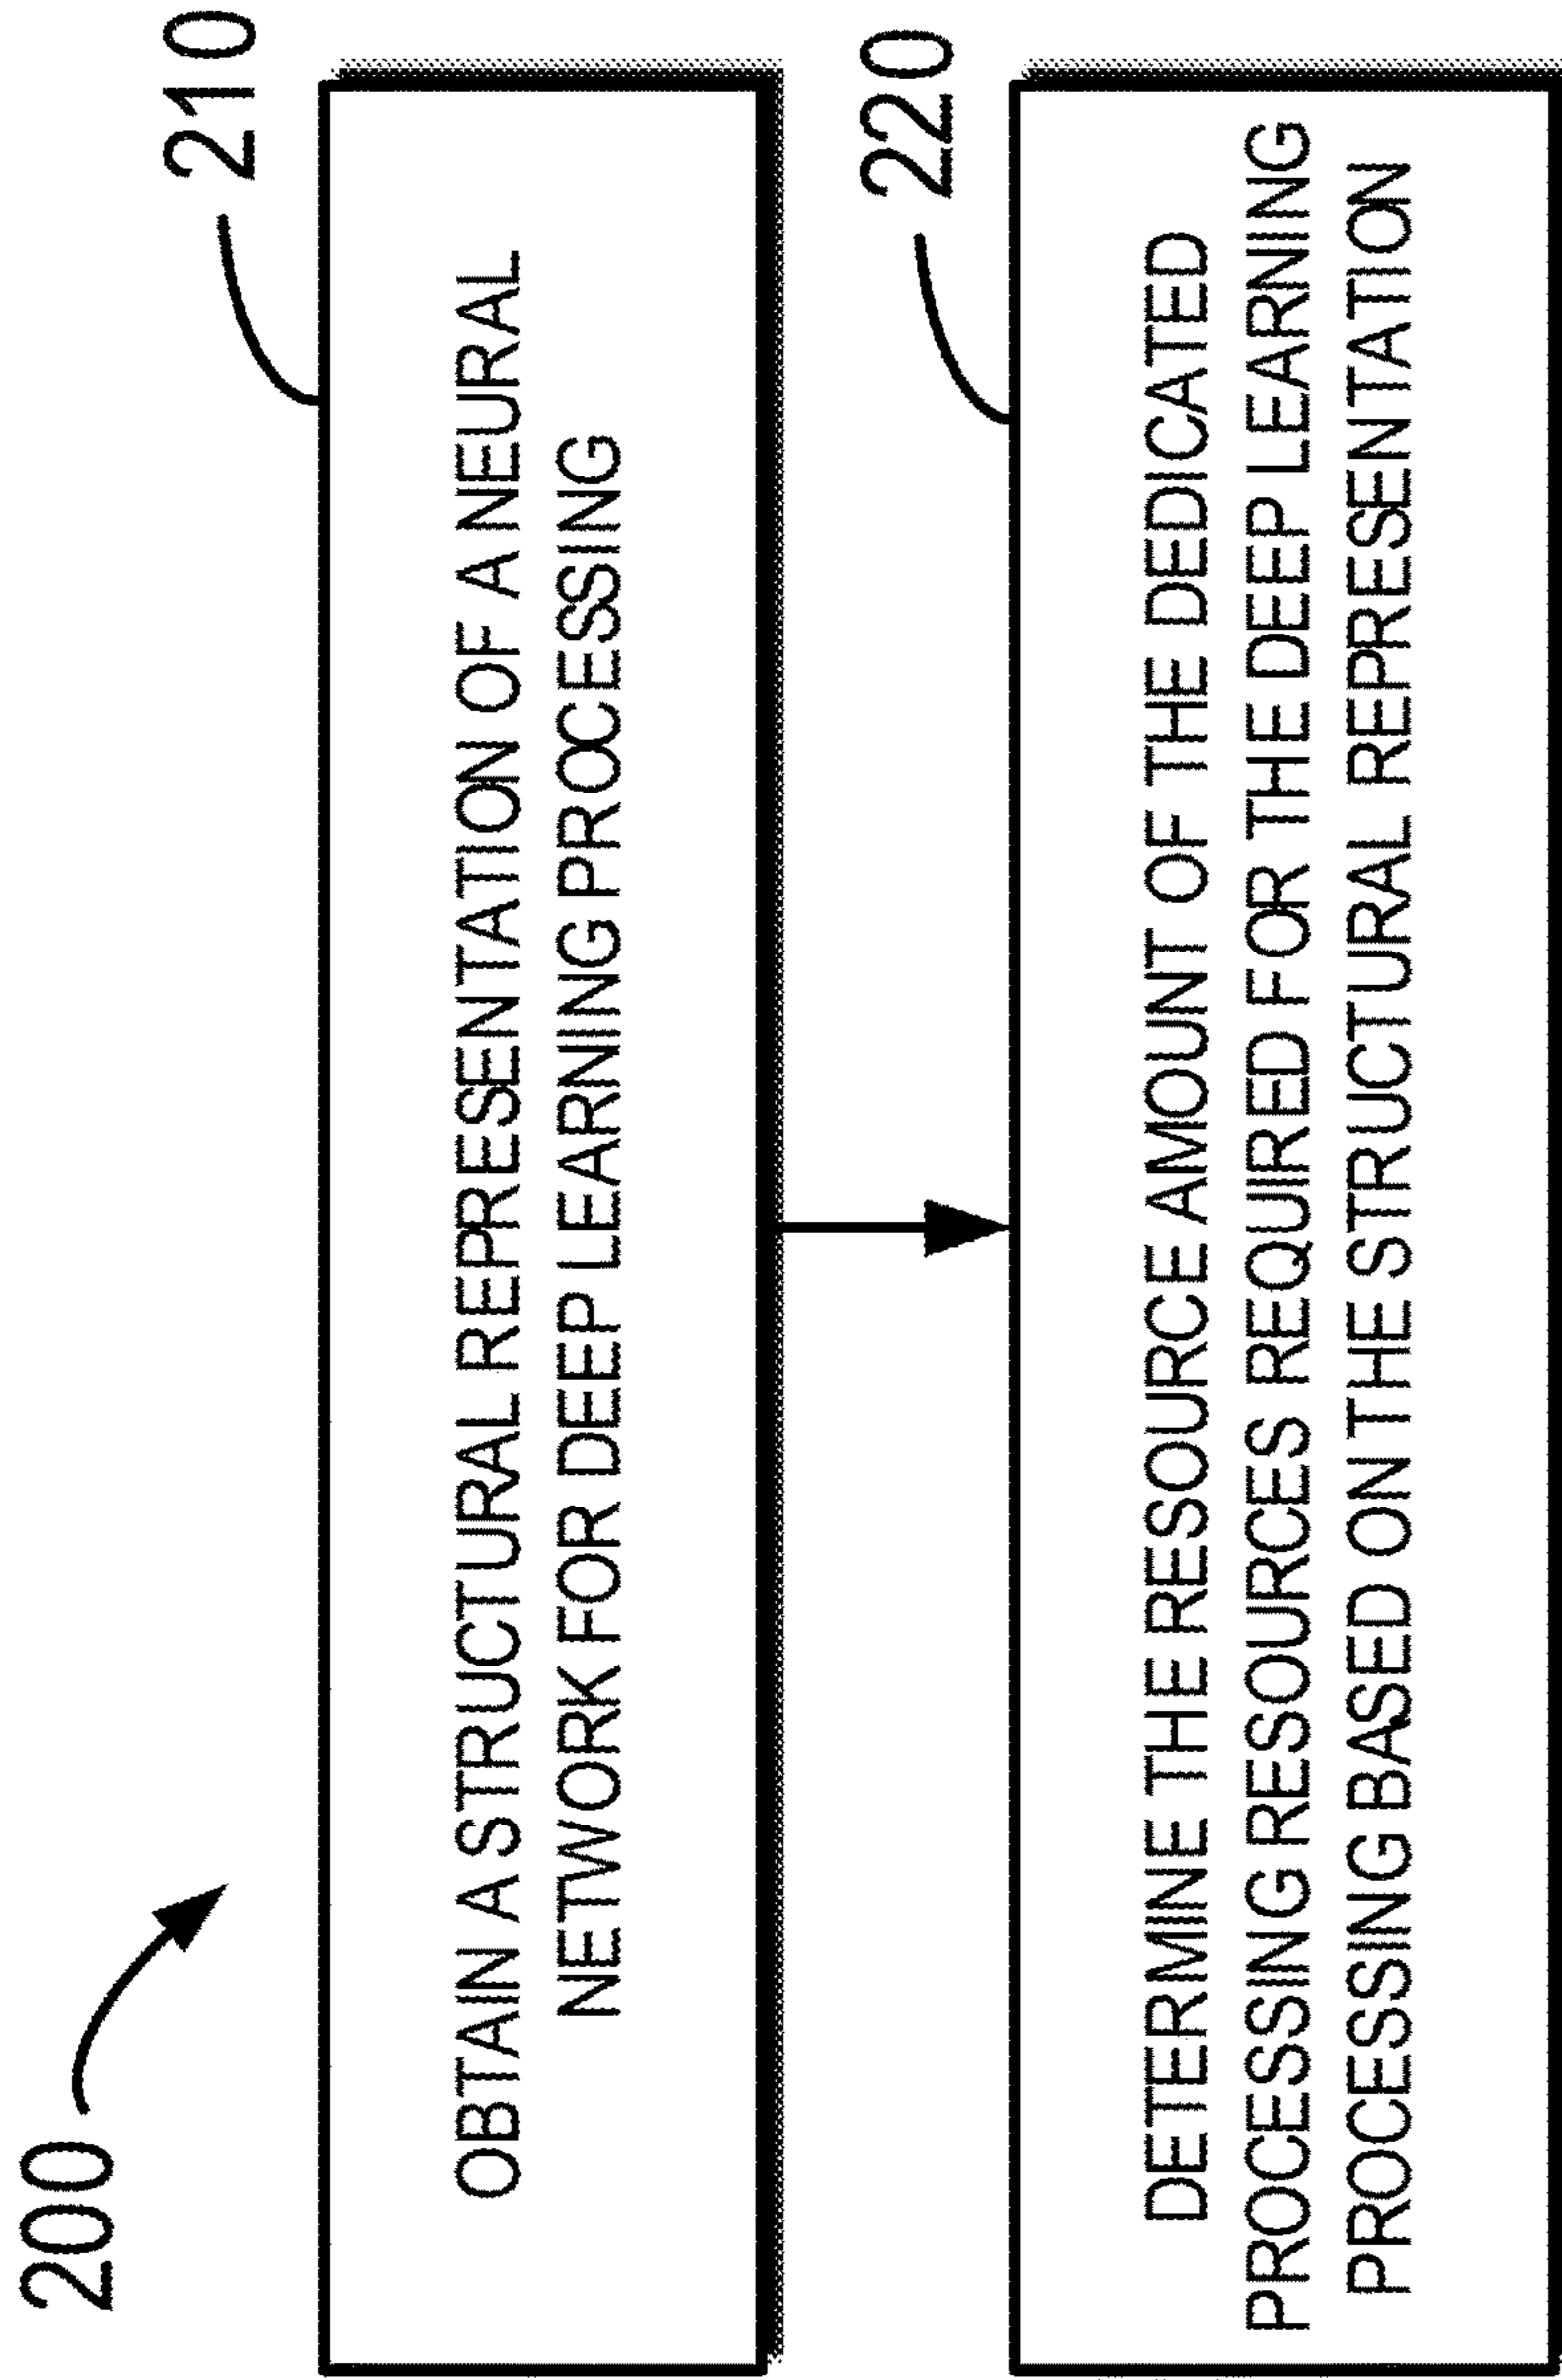 200
210
OBTAIN A STRUCTURAL REPRESENTATION OF A NEURAL
NETWORK FOR DEEP LEARNING PROCESSING
220
DETERMINE THE RESOURCE AMOUNT OF THE DEDICATED
PROCESSING RESOURCES REQUIRED FOR THE DEEP LEARNING
PROCESSING BASED ON THE STRUCTURAL REPRESENTATION